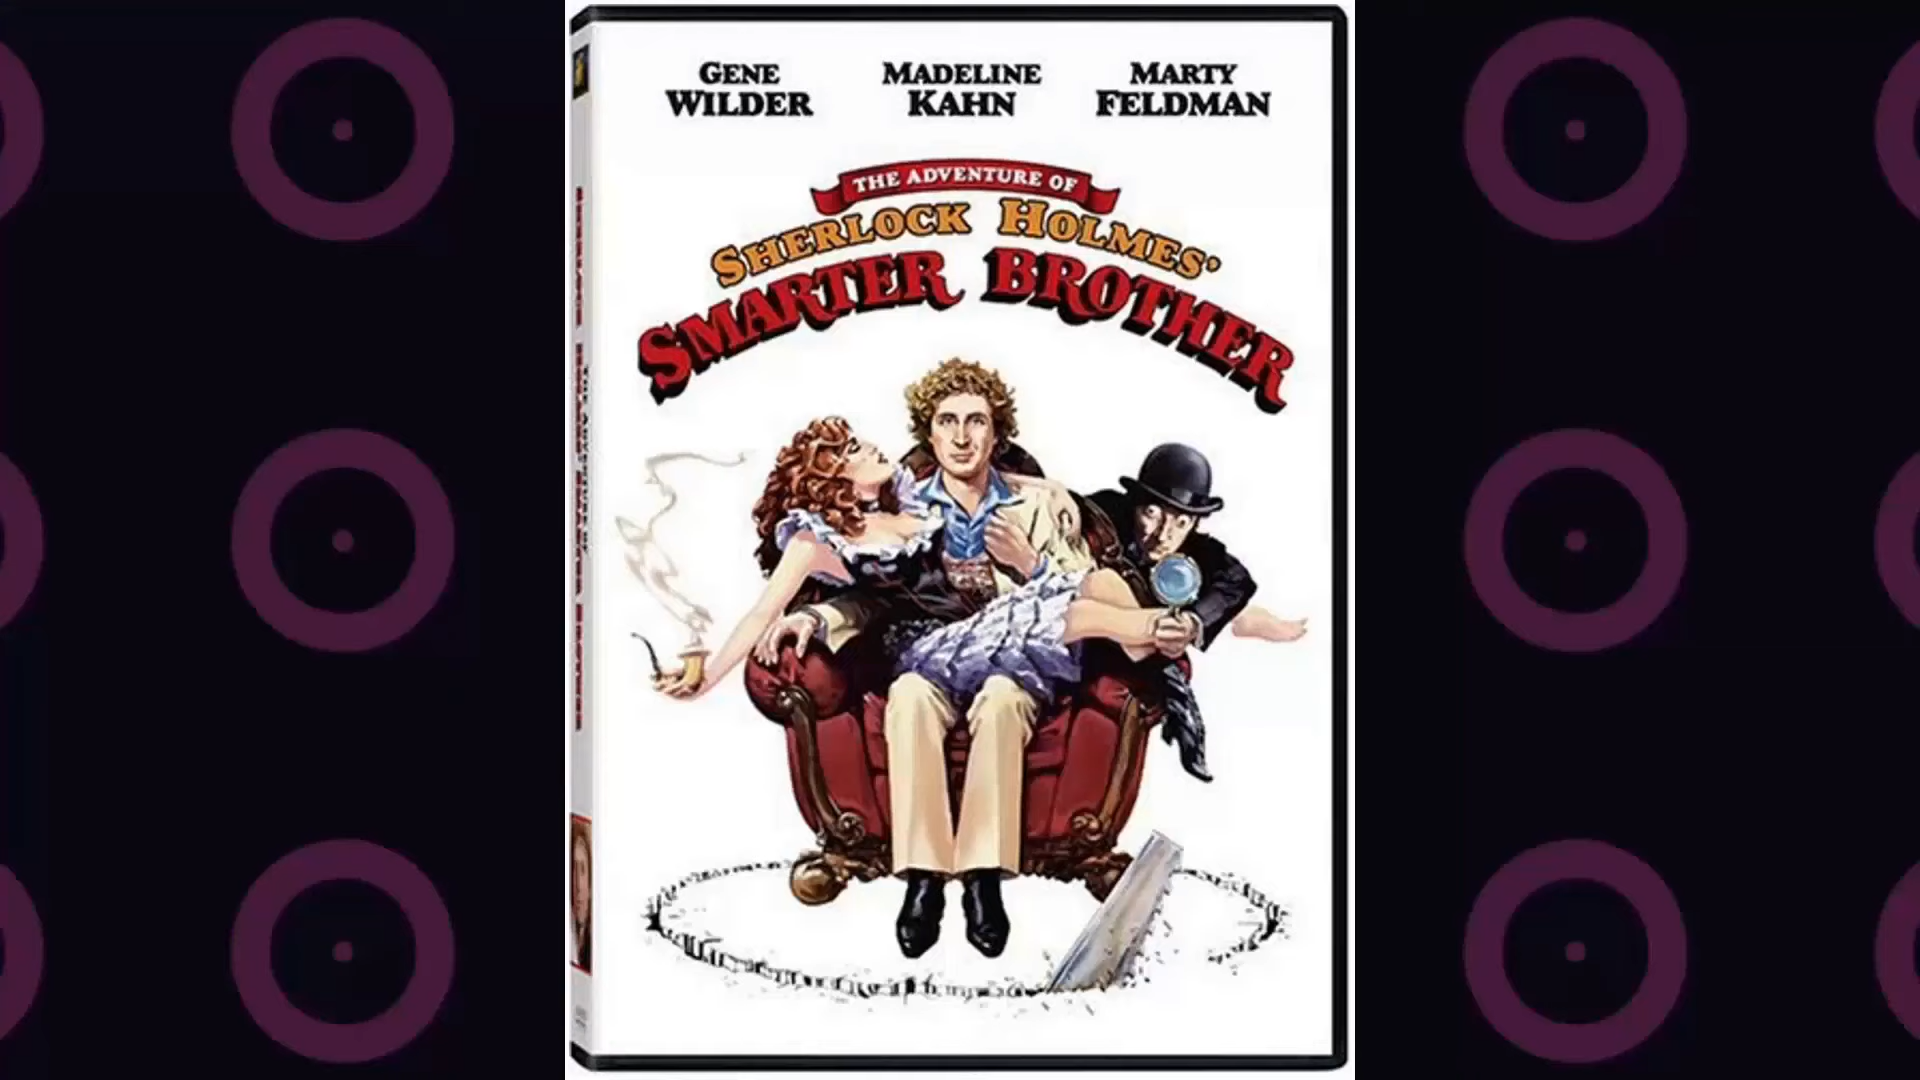 GENE WILDER
MADELINE KAHN
MARTY FELDMAN
THE ADVENTURE OF
SHERLOCK HOLMES'
SMARTER BROTHER